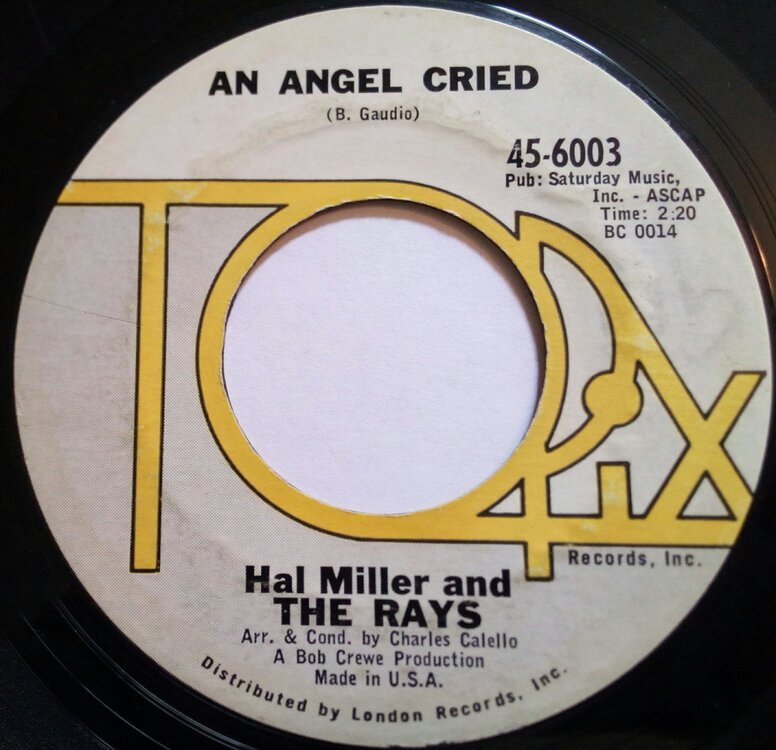 AN ANGEL CRIED
(B. Gaudio)
45-6003
Pub: Saturday Music,
Inc. - ASCAP
Time: 2:20
BC 0014
TOPix
Records, Inc.
Hal Miller and
THE RAYS
Arr. & Cond. by Charles Calello
A Bob Crewe Production
Made in U.S.A.
Distributed by London Records, Inc.